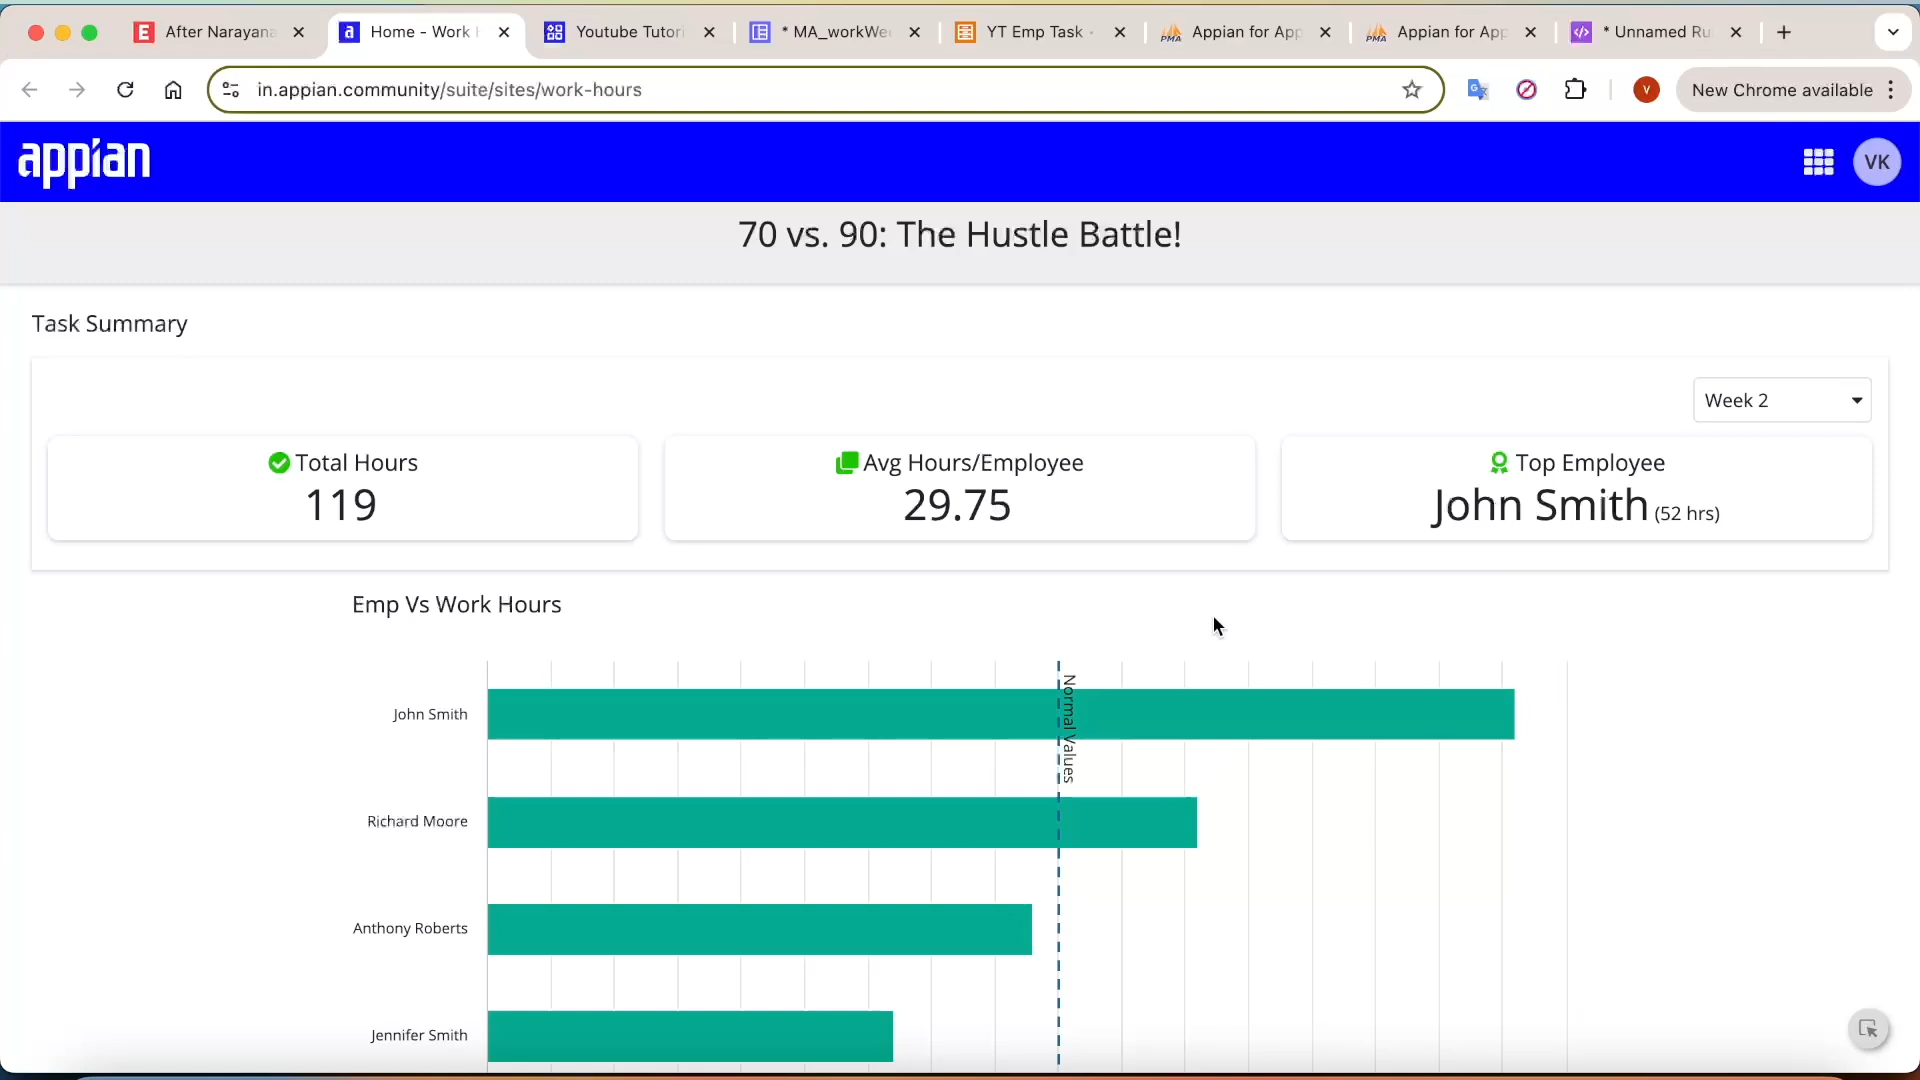 After Narayana
Home - Work
Youtube Tutori
* MA_workWe
YT Emp Task -
Appian for App
Appian for App
* Unnamed Ru
in.appian.community/suite/sites/work-hours
V
New Chrome available
appian
VK
70 vs. 90: The Hustle Battle!
Task Summary
Week 2
Total Hours
119
Avg Hours/Employee
29.75
Top Employee
John Smith (52 hrs)
Emp Vs Work Hours
Normal Values
John Smith
Richard Moore
Anthony Roberts
Jennifer Smith